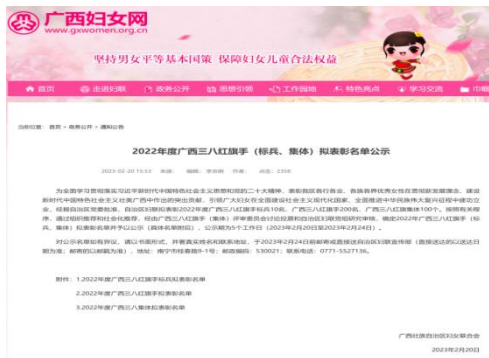 广西妇女网
www.gxwomen.org.cn
坚持男女平等基本国策 保障妇女儿童合法权益
首页 走进妇联 政务公开 思想引领 工作园地 特色亮点 学习交流 巾帼
当前位置：首页 > 政务公开 > 通知公告
2022年度广西三八红旗手（标兵、集体）拟表彰名单公示
2023-02-20 15:53 来源： 编辑： 作者： 点击：2358
为全面学习贯彻落实习近平新时代中国特色社会主义思想和党的二十大精神，表彰我区各行各业、各族各界优秀女性在贯彻新发展理念、建设
新时代中国特色社会主义壮美广西中作出的突出贡献，引领广大妇女在全面建设社会主义现代化国家、全面推进中华民族伟大复兴征程中建功立
业，经报自治区党委批准，自治区妇联拟表彰2022年度广西三八红旗手标兵10名、广西三八红旗手200名、广西三八红旗集体100个。按照有关程
序，通过组织推荐和社会化推荐，经由广西三八红旗手（集体）评审委员会讨论投票和自治区妇联党组研究审核，确定2022年度广西三八红旗手（标
兵、集体）拟表彰名单并予以公示（具体名单附后），公示期为5个工作日（2023年2月20日至2023年2月24日）。
对公示名单如有异议，请以书面形式，并署真实姓名和联系地址，于2023年2月24日前邮寄或直接送达自治区妇联宣传部（直接送达的以送达日
期为准；邮寄的以邮戳为准），地址：南宁市桂春路9-1号；邮政编码：530021；联系电话：0771-5527136。
附件：1.2022年度广西三八红旗手标兵拟表彰名单
2.2022年度广西三八红旗手拟表彰名单
3.2022年度广西三八集体拟表彰名单
广西壮族自治区妇女联合会
2023年2月20日